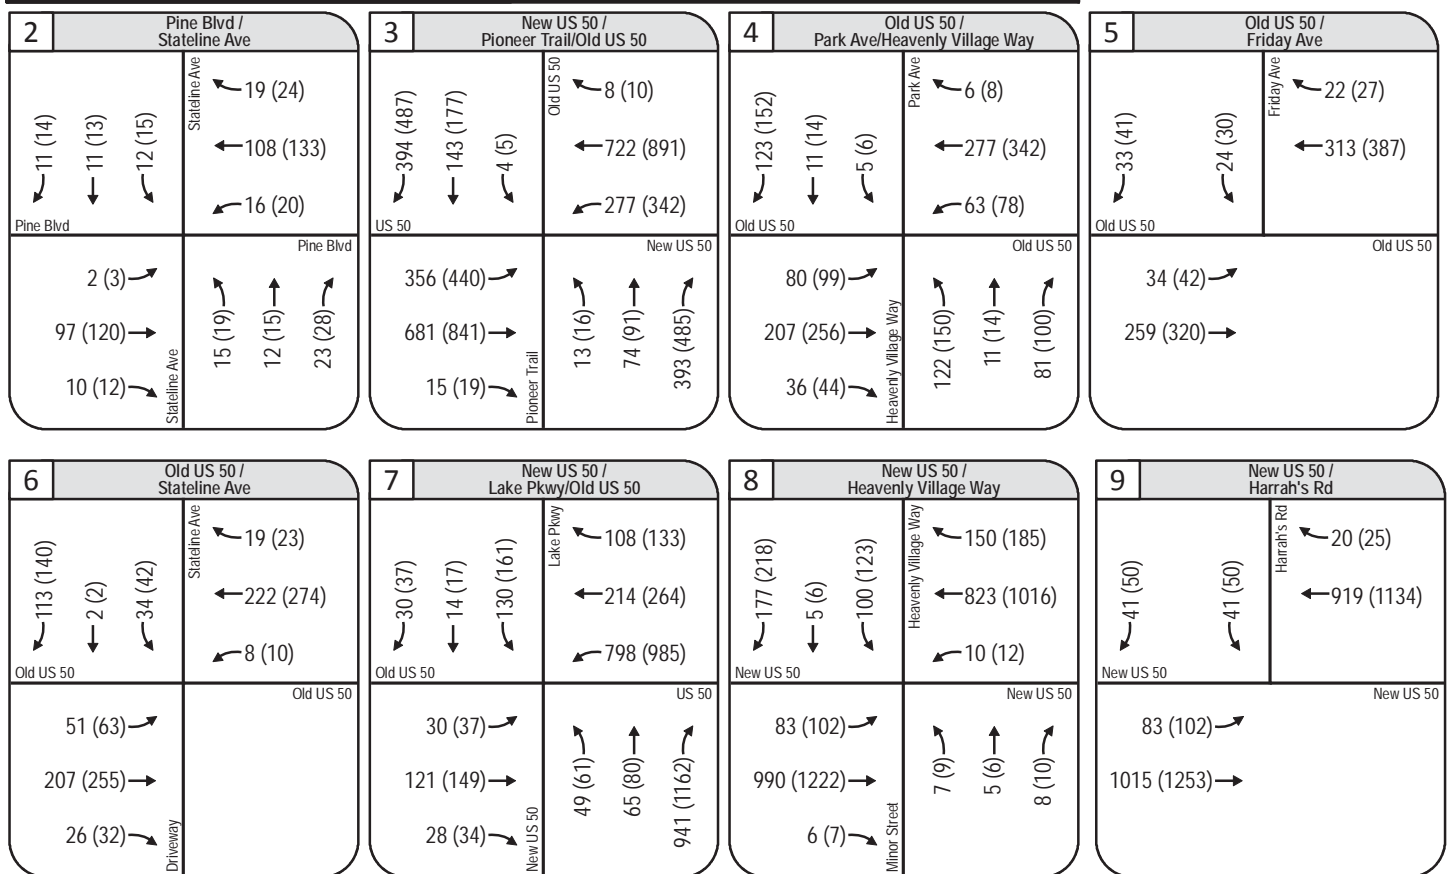 2
Pine Blvd /
Stateline Ave
Stateline Ave
11 (14)
11 (13)
12 (15)
19 (24)
108 (133)
16 (20)
Pine Blvd
Pine Blvd
2 (3)
97 (120)
10 (12)
Stateline Ave
15 (19)
12 (15)
23 (28)
3
New US 50 /
Pioneer Trail/Old US 50
Old US 50
394 (487)
143 (177)
4 (5)
8 (10)
722 (891)
277 (342)
US 50
New US 50
356 (440)
681 (841)
15 (19)
Pioneer Trail
13 (16)
74 (91)
393 (485)
4
Old US 50 /
Park Ave/Heavenly Village Way
Park Ave
123 (152)
11 (14)
5 (6)
6 (8)
277 (342)
63 (78)
Old US 50
Old US 50
80 (99)
207 (256)
36 (44)
Heavenly Village Way
122 (150)
11 (14)
81 (100)
5
Old US 50 /
Friday Ave
Friday Ave
33 (41)
24 (30)
22 (27)
313 (387)
Old US 50
Old US 50
34 (42)
259 (320)
6
Old US 50 /
Stateline Ave
Stateline Ave
113 (140)
2 (2)
34 (42)
19 (23)
222 (274)
8 (10)
Old US 50
Old US 50
51 (63)
207 (255)
26 (32)
Driveway
7
New US 50 /
Lake Pkwy/Old US 50
Lake Pkwy
30 (37)
14 (17)
130 (161)
108 (133)
214 (264)
798 (985)
Old US 50
US 50
30 (37)
121 (149)
28 (34)
New US 50
49 (61)
65 (80)
941 (1162)
8
New US 50 /
Heavenly Village Way
Heavenly Village Way
177 (218)
5 (6)
100 (123)
150 (185)
823 (1016)
10 (12)
New US 50
New US 50
83 (102)
990 (1222)
6 (7)
Minor Street
7 (9)
5 (6)
8 (10)
9
New US 50 /
Harrah's Rd
Harrah's Rd
41 (50)
41 (50)
20 (25)
919 (1134)
New US 50
New US 50
83 (102)
1015 (1253)